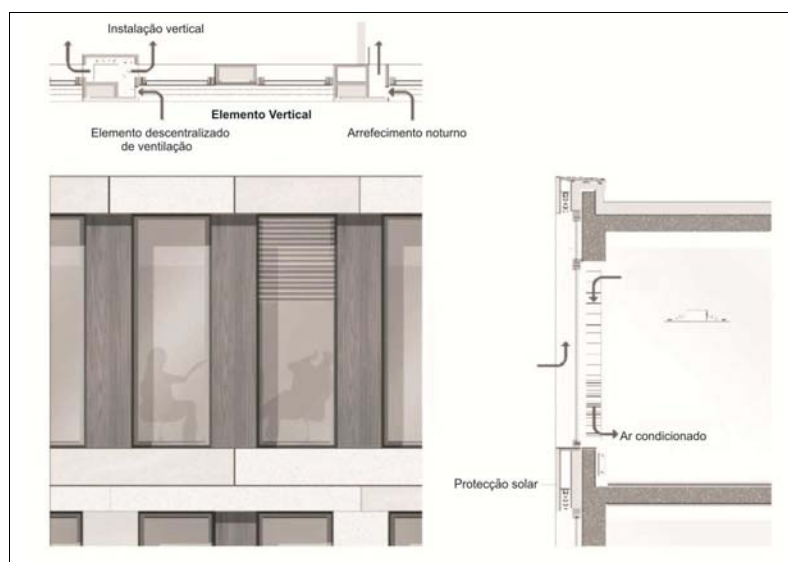 Instalação vertical
Elemento Vertical
Elemento descentralizado
de ventilação
Arrefecimento noturno
Ar condicionado
Protecção solar